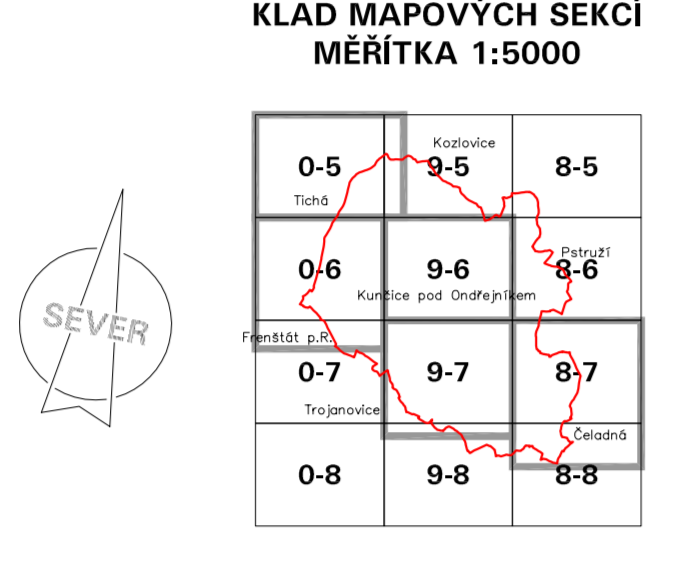 KLAD MAPOVÝCH SEKCÍ
MĚŘÍTKA 1:5000
Kozlovice
0-5
9-5
8-5
Tichá
SEVER
Pstruží
0-6
9-6
8-6
Kunčice pod Ondřejníkem
Frenštát p.R.
0-7
9-7
8-7
Trojanovice
Čeladná
0-8
9-8
8-8